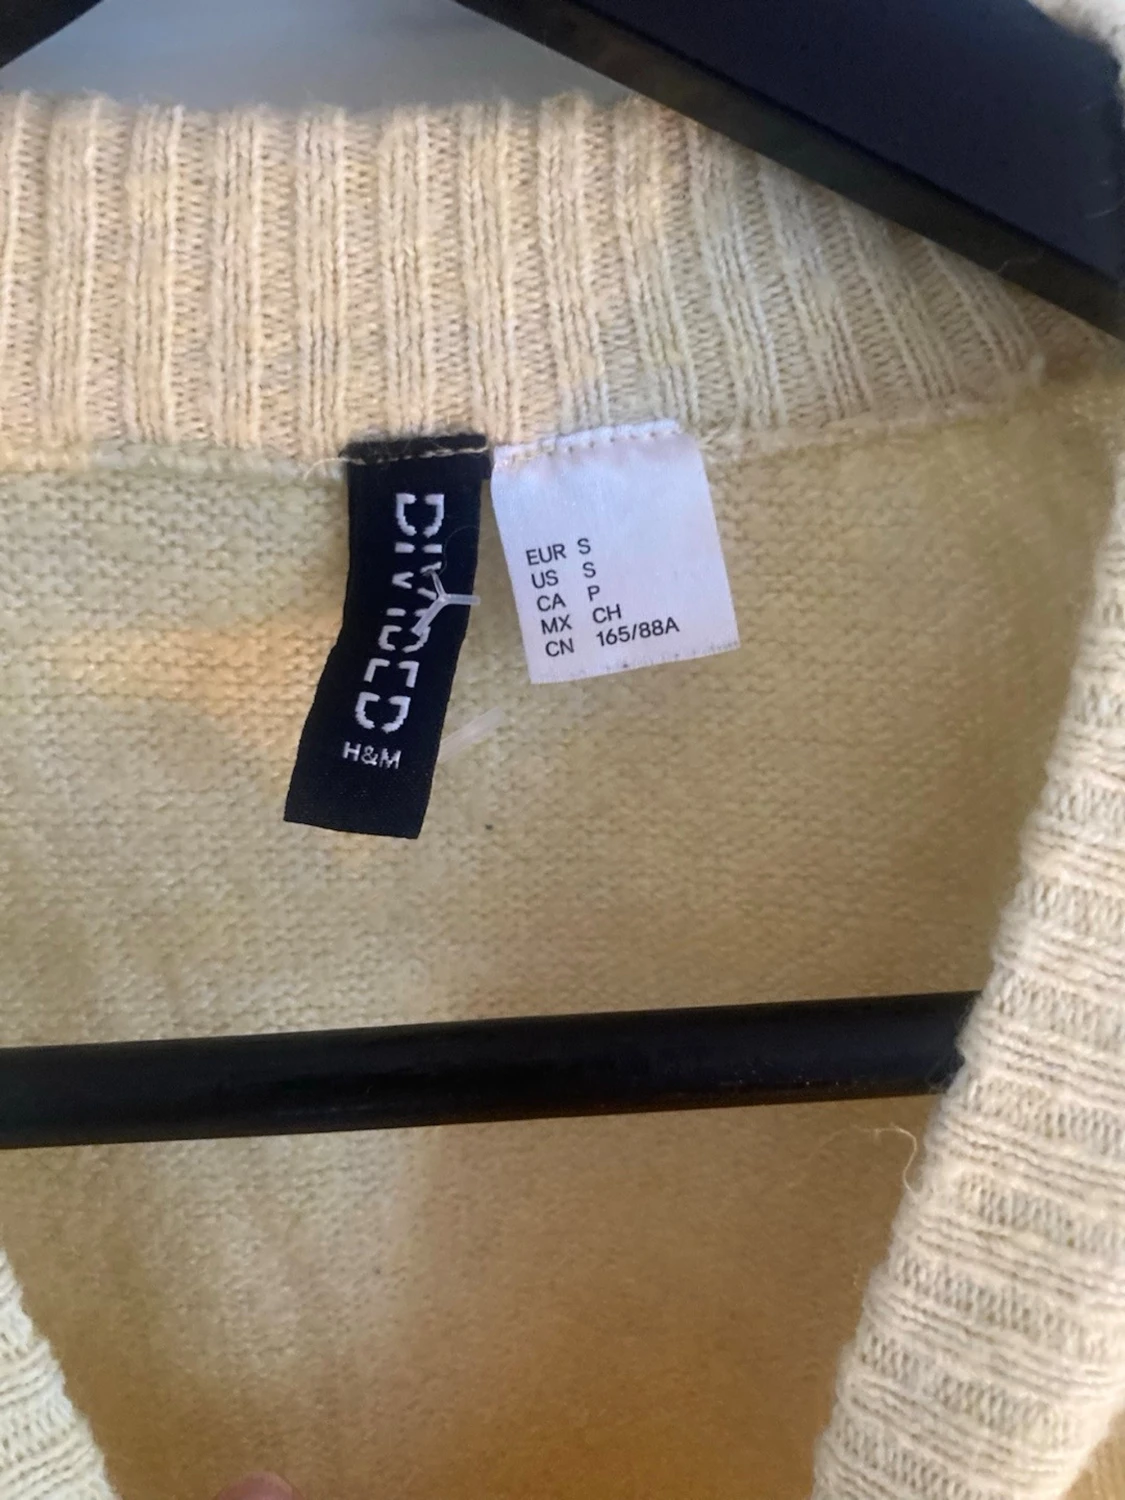 DIVIDED
H&M
EUR S
US S
CA P
MX CH
CN 165/88A